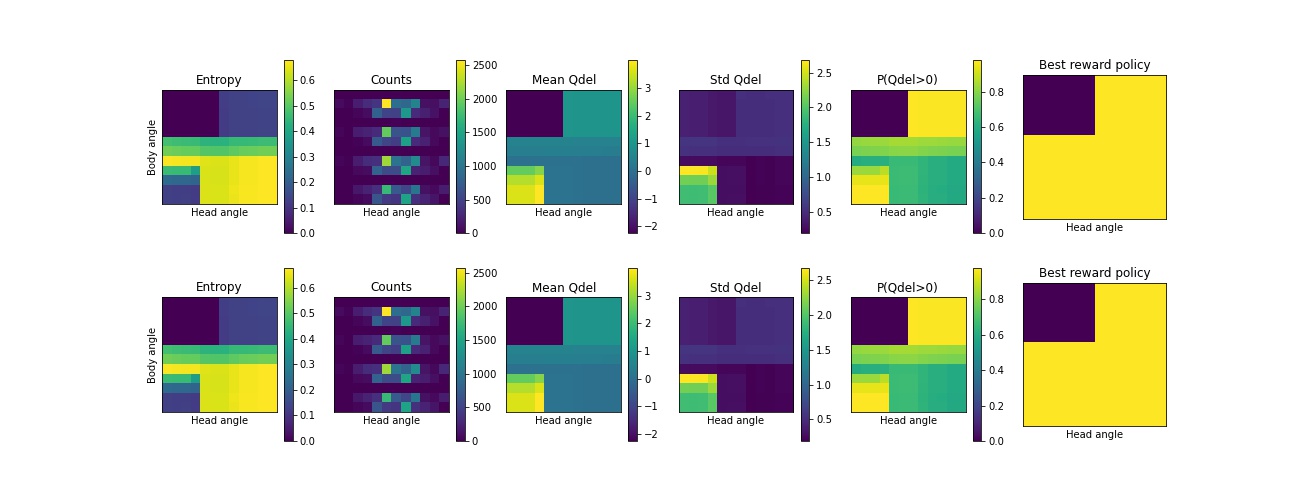 Entropy Counts Mean Qdel Std Qdel P(Qdel>0) Best reward policy
Body angle
0.6 0.5 0.4 0.3 0.2 0.1 0.0
2500 2000 1500 1000 500 0
3 2 1 0 −1 −2
2.5 2.0 1.5 1.0 0.5
0.8 0.6 0.4 0.2 0.0
Head angle Head angle Head angle Head angle Head angle Head angle
Entropy Counts Mean Qdel Std Qdel P(Qdel>0) Best reward policy
Body angle
0.6 0.5 0.4 0.3 0.2 0.1 0.0
2500 2000 1500 1000 500 0
3 2 1 0 −1 −2
2.5 2.0 1.5 1.0 0.5
0.8 0.6 0.4 0.2 0.0
Head angle Head angle Head angle Head angle Head angle Head angle